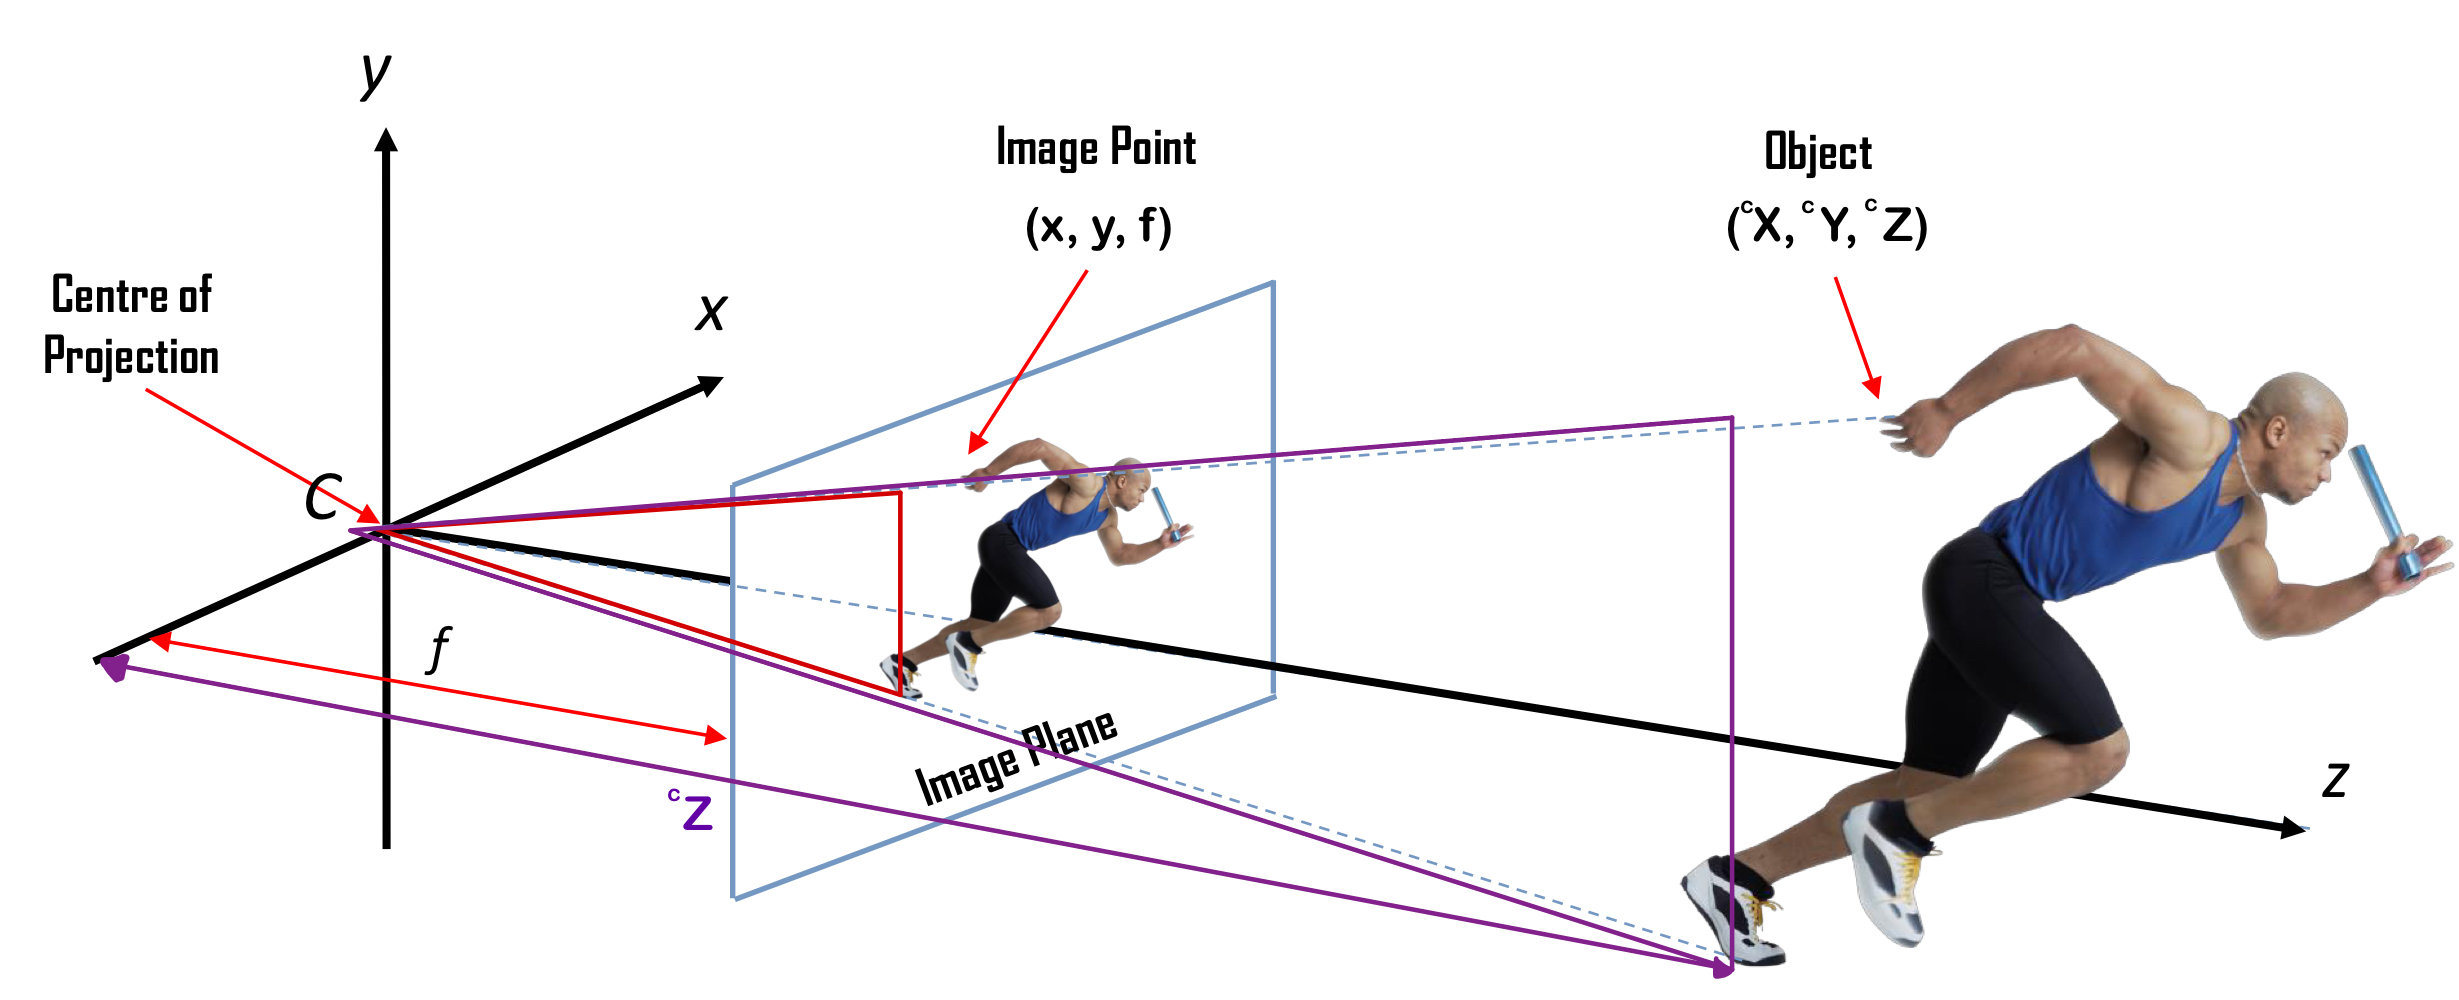 y
Image Point
(x, y, f)
Object
(ᶜX, ᶜY, ᶜZ)
Centre of
Projection
x
C
f
Image Plane
ᶜZ
z